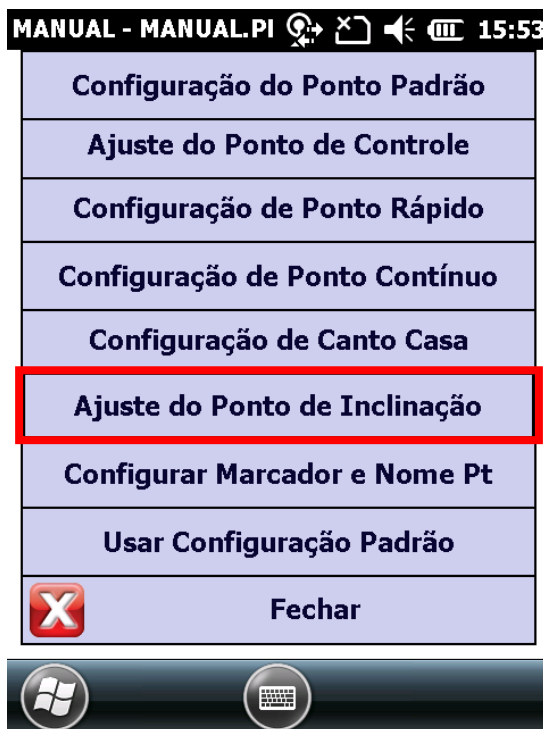 MANUAL - MANUAL.PI 15:53
Configuração do Ponto Padrão
Ajuste do Ponto de Controle
Configuração de Ponto Rápido
Configuração de Ponto Contínuo
Configuração de Canto Casa
Ajuste do Ponto de Inclinação
Configurar Marcador e Nome Pt
Usar Configuração Padrão
Fechar